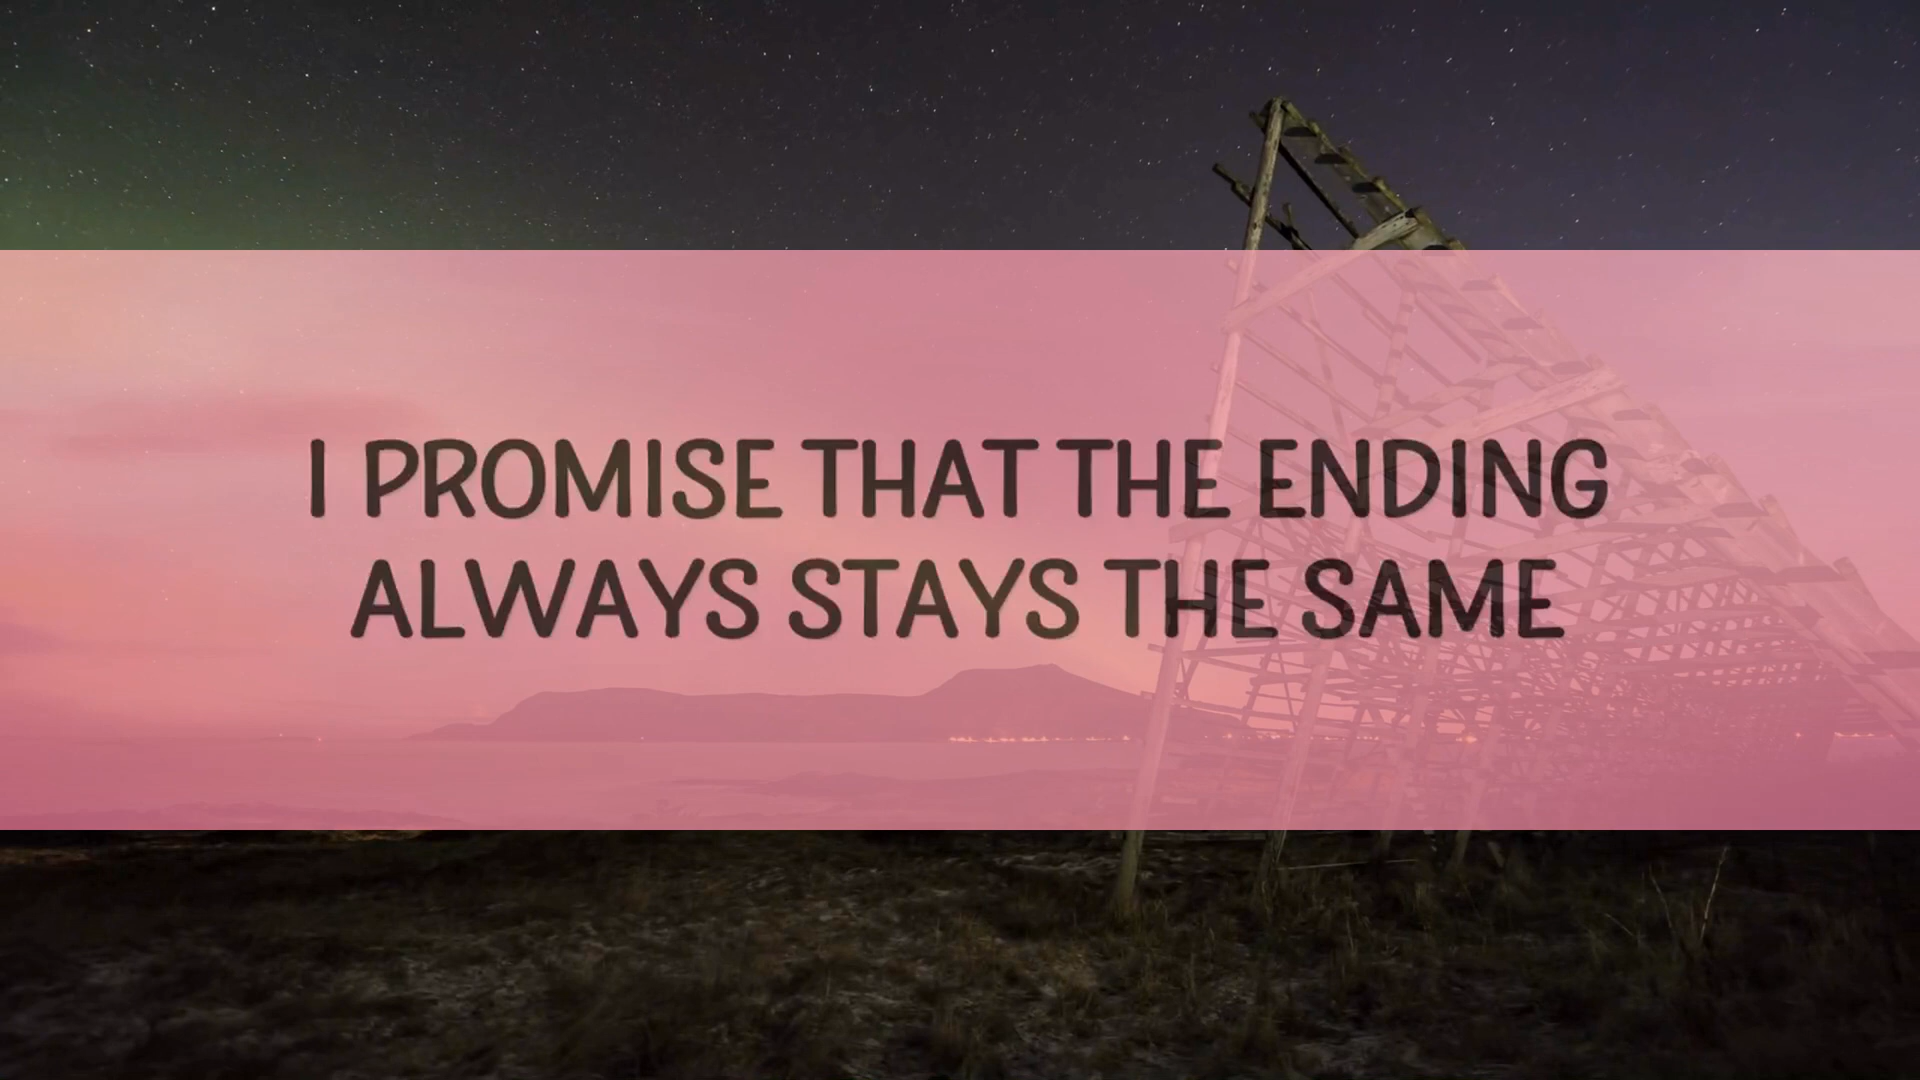 I PROMISE THAT THE ENDING
ALWAYS STAYS THE SAME